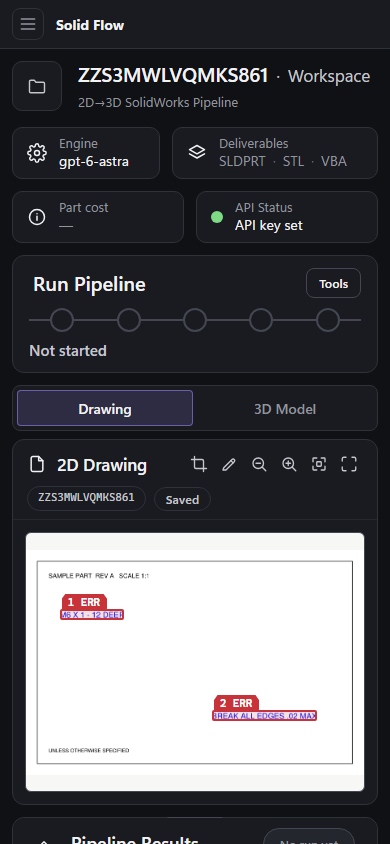 Solid Flow
ZZS3MWLVQMKS861 · Workspace
2D→3D SolidWorks Pipeline
Engine
gpt-6-astra
Deliverables
SLDPRT · STL · VBA
Part cost
—
API Status
API key set
Run Pipeline
Tools
Not started
Drawing
3D Model
2D Drawing
ZZS3MWLVQMKS861
Saved
SAMPLE PART REV A SCALE 1:1
1 ERR
M6 X 1 - 12 DEEP
2 ERR
BREAK ALL EDGES .02 MAX
UNLESS OTHERWISE SPECIFIED
Pipeline Results
No run yet